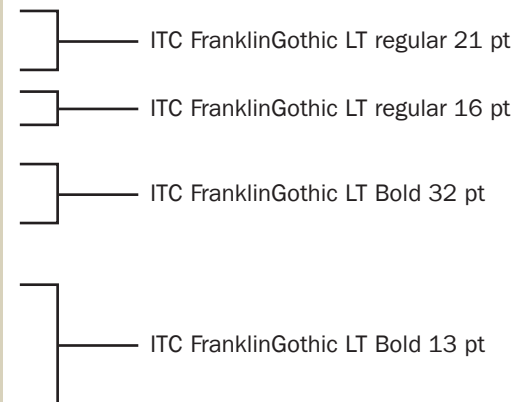 ITC FranklinGothic LT regular 21 pt
ITC FranklinGothic LT regular 16 pt
ITC FranklinGothic LT Bold 32 pt
ITC FranklinGothic LT Bold 13 pt